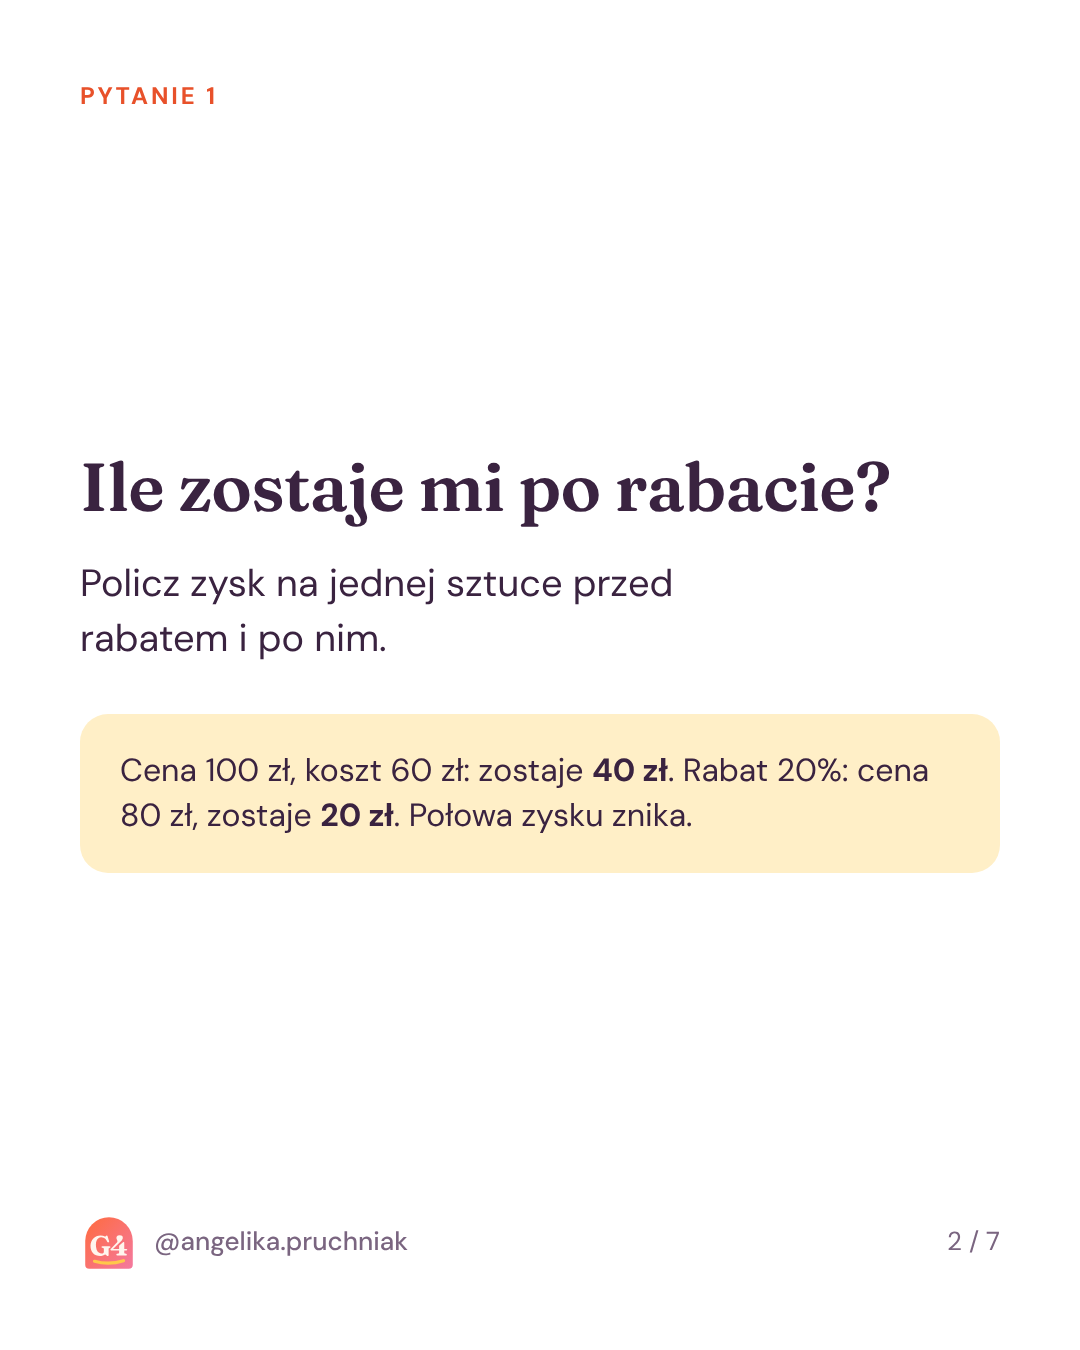 PYTANIE 1
Ile zostaje mi po rabacie?
Policz zysk na jednej sztuce przed
rabatem i po nim.
Cena 100 zł, koszt 60 zł: zostaje 40 zł. Rabat 20%: cena
80 zł, zostaje 20 zł. Połowa zysku znika.
G4 @angelika.pruchniak 2 / 7